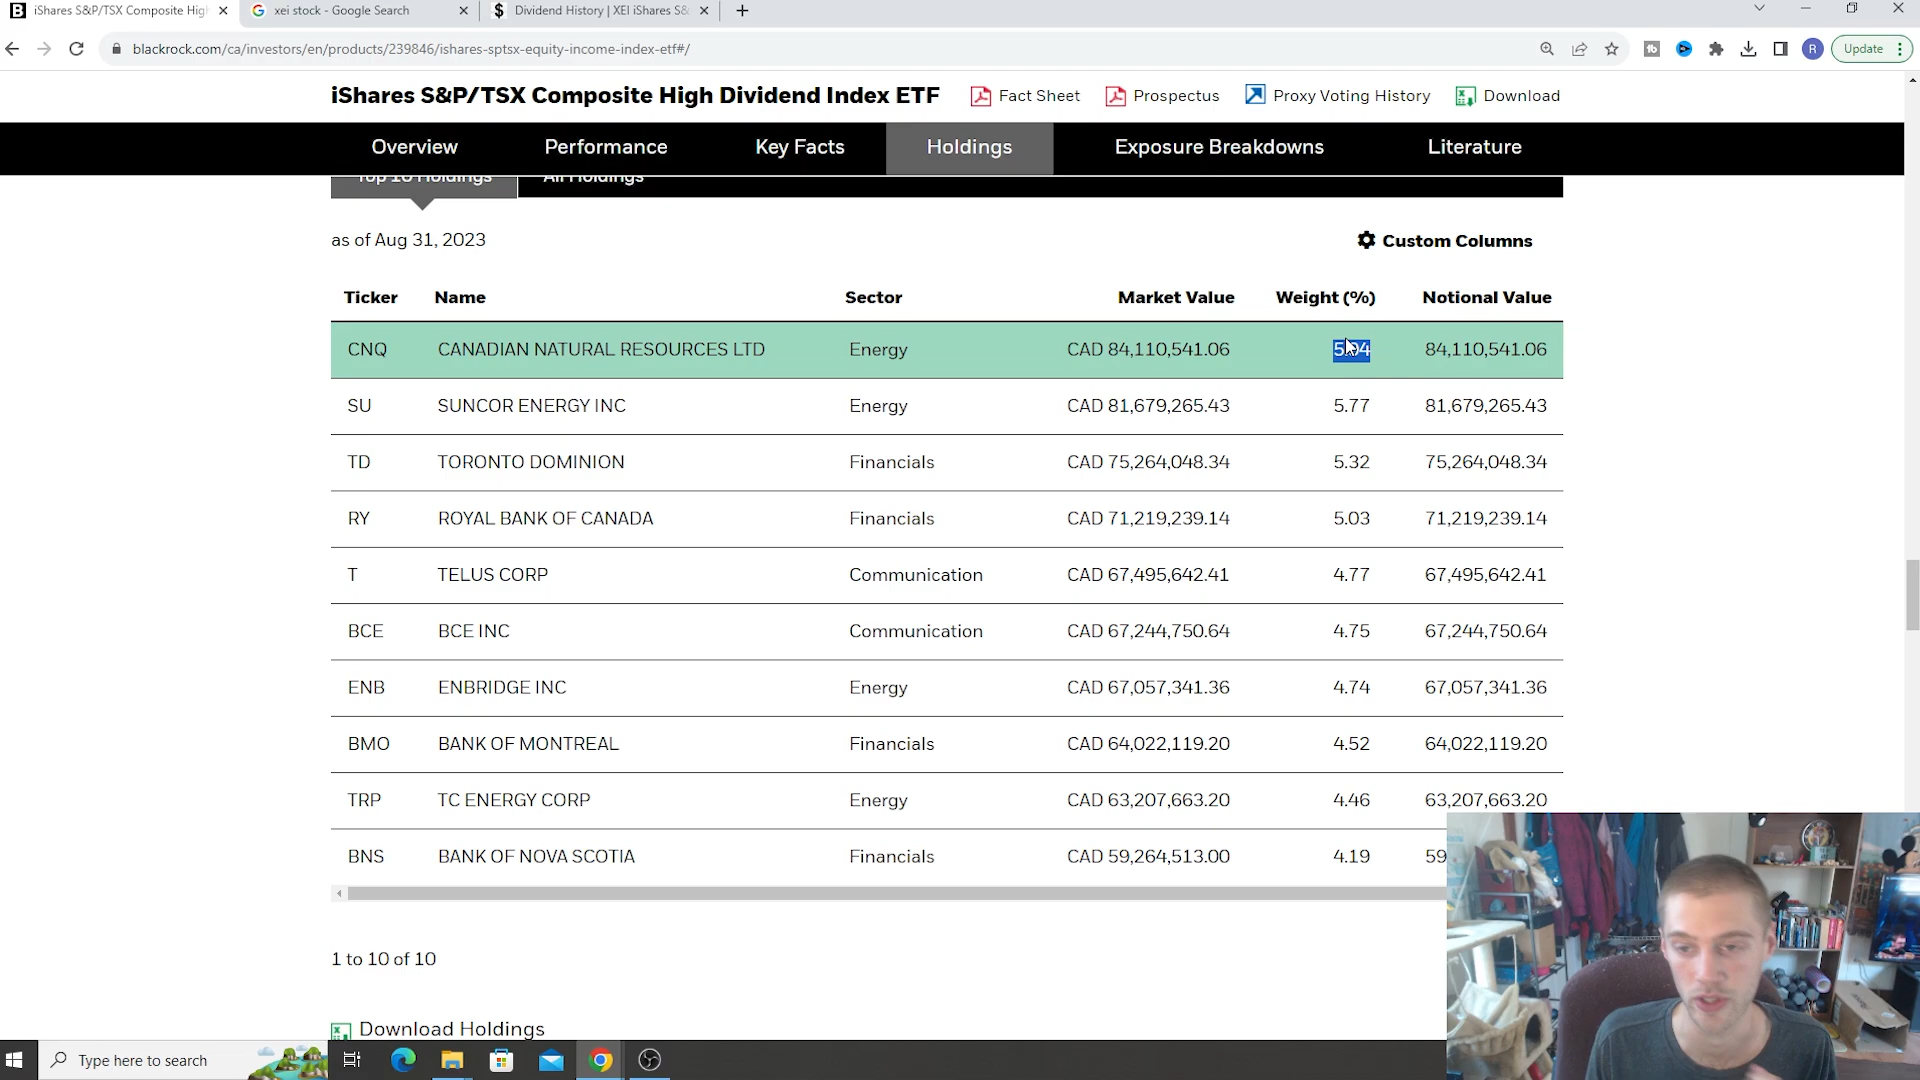 iShares S&P/TSX Composite Hig
xei stock - Google Search
Dividend History | XEI iShares S&
blackrock.com/ca/investors/en/products/239846/ishares-sptsx-equity-income-index-etf#/
R
Update
iShares S&P/TSX Composite High Dividend Index ETF
Fact Sheet
Prospectus
Proxy Voting History
Download
Overview
Performance
Key Facts
Holdings
Exposure Breakdowns
Literature
Top 10 Holdings
All Holdings
as of Aug 31, 2023
Custom Columns
Ticker Name Sector Market Value Weight (%) Notional Value
CNQ CANADIAN NATURAL RESOURCES LTD Energy CAD 84,110,541.06 5.94 84,110,541.06
SU SUNCOR ENERGY INC Energy CAD 81,679,265.43 5.77 81,679,265.43
TD TORONTO DOMINION Financials CAD 75,264,048.34 5.32 75,264,048.34
RY ROYAL BANK OF CANADA Financials CAD 71,219,239.14 5.03 71,219,239.14
T TELUS CORP Communication CAD 67,495,642.41 4.77 67,495,642.41
BCE BCE INC Communication CAD 67,244,750.64 4.75 67,244,750.64
ENB ENBRIDGE INC Energy CAD 67,057,341.36 4.74 67,057,341.36
BMO BANK OF MONTREAL Financials CAD 64,022,119.20 4.52 64,022,119.20
TRP TC ENERGY CORP Energy CAD 63,207,663.20 4.46 63,207,663.20
BNS BANK OF NOVA SCOTIA Financials CAD 59,264,513.00 4.19 59
1 to 10 of 10
Download Holdings
Type here to search